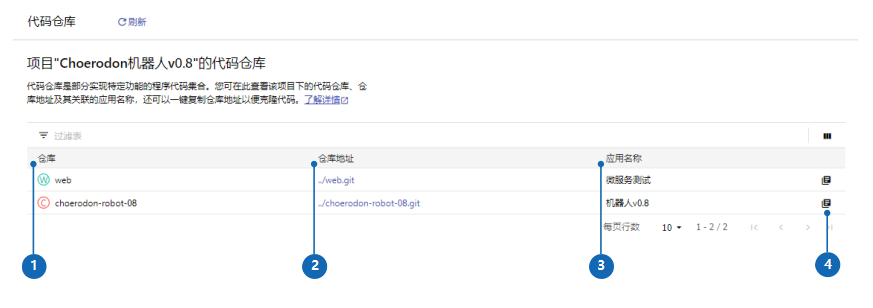 代码仓库 刷新
项目"Choerodon机器人v0.8"的代码仓库
代码仓库是部分实现特定功能的程序代码集合。您可在此查看该项目下的代码仓库、仓
库地址及其关联的应用名称，还可以一键复制仓库地址以便克隆代码。了解详情
过滤表
仓库 仓库地址 应用名称
W web ../web.git 微服务测试
C choerodon-robot-08 ../choerodon-robot-08.git 机器人v0.8
每页行数 10 1 - 2 / 2
1 2 3 4